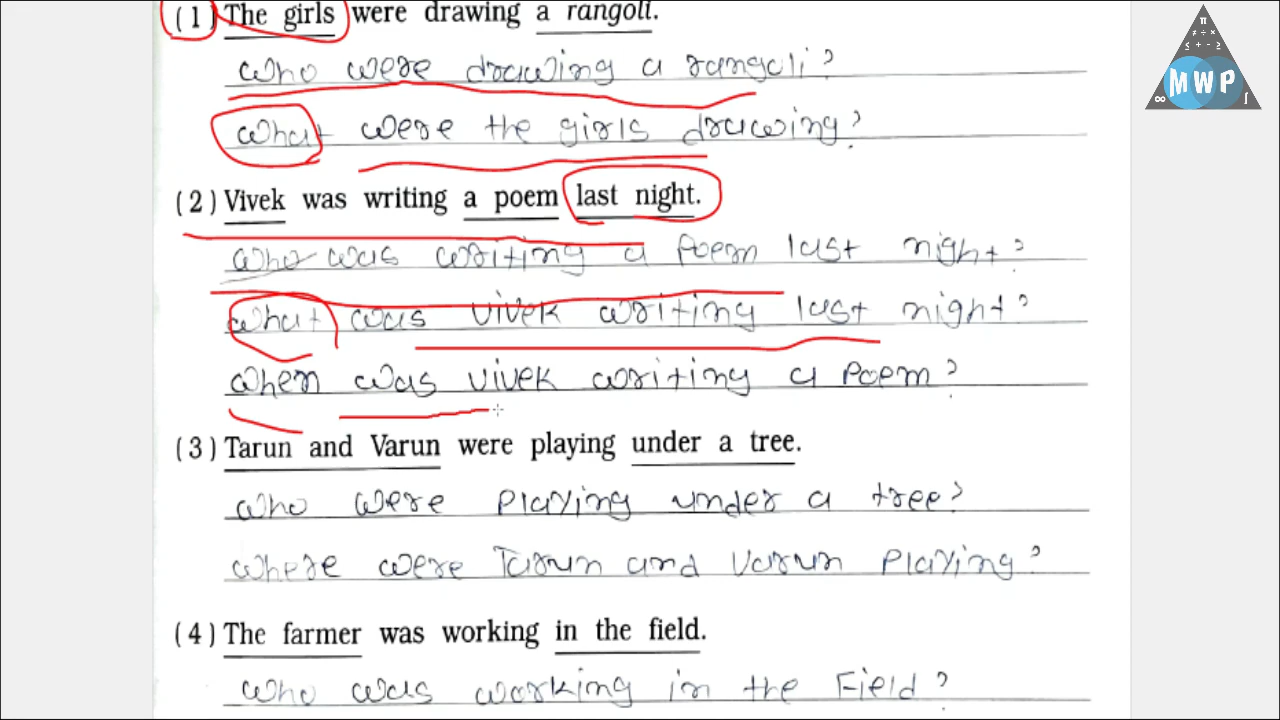 (1) The girls were drawing a rangoli.
who were drawing a rangoli?
what were the girls drawing?
(2) Vivek was writing a poem last night.
who was writing a poem last night?
what was vivek writing last night?
when was vivek writing a poem?
(3) Tarun and Varun were playing under a tree.
who were playing under a tree?
where were Tarun and Varun playing?
(4) The farmer was working in the field.
who was working in the Field?
MWP